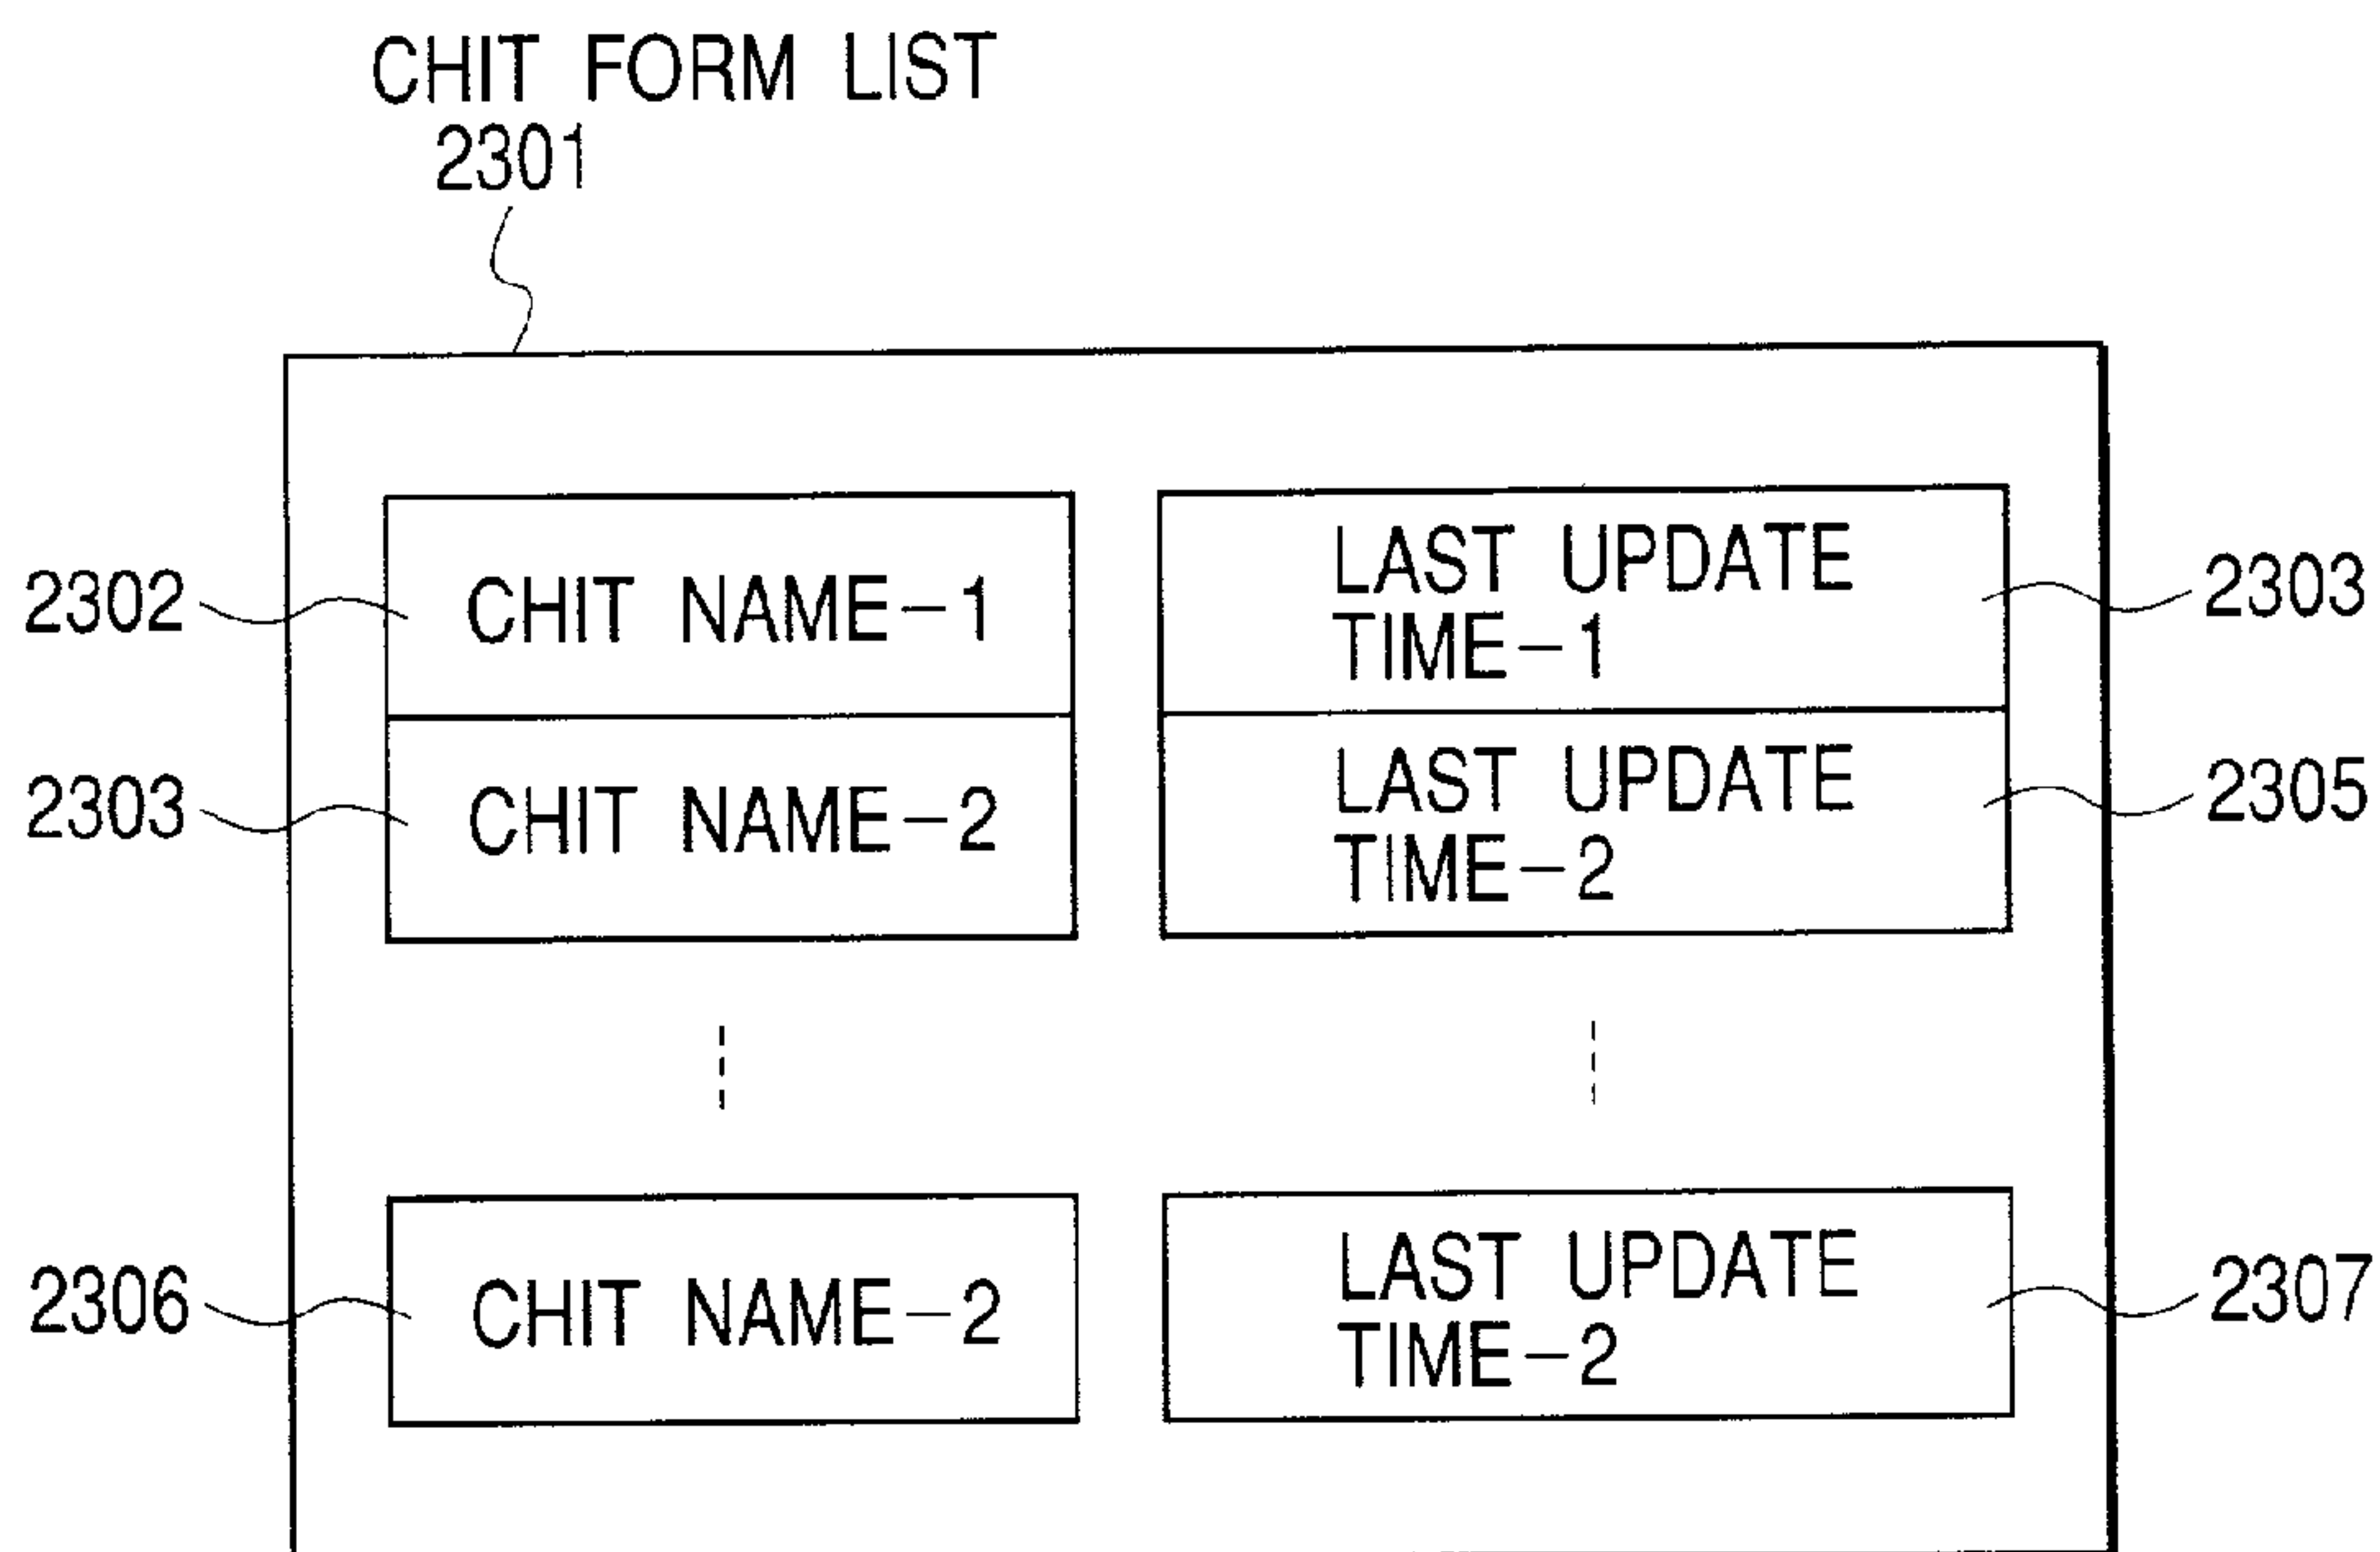 CHIT FORM LIST
2301
2302
CHIT NAME-1
LAST UPDATE
TIME-1
2303
2303
CHIT NAME-2
LAST UPDATE
TIME-2
2305
2306
CHIT NAME-2
LAST UPDATE
TIME-2
2307